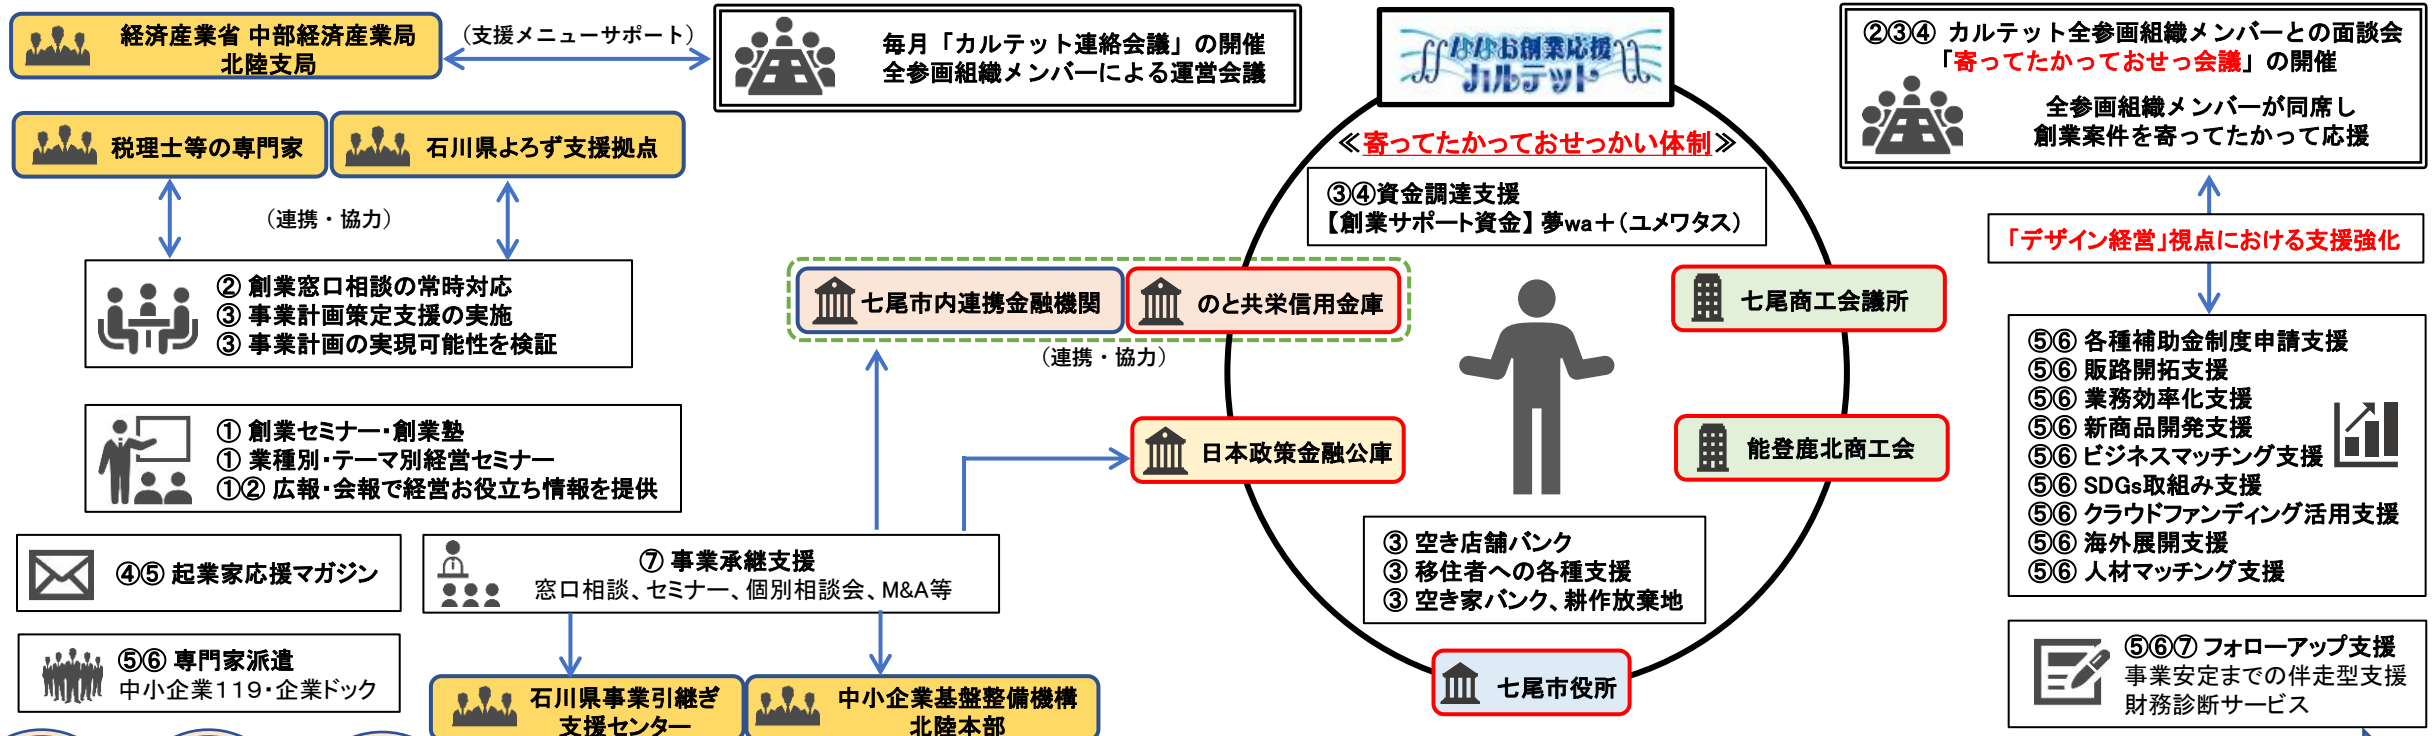 経済産業省 中部経済産業局
北陸支局
（支援メニューサポート）
毎月「カルテット連絡会議」の開催
全参画組織メンバーによる運営会議
ななお創業応援
カルテット
②③④ カルテット全参画組織メンバーとの面談会
「寄ってたかっておせっ会議」の開催
全参画組織メンバーが同席し
創業案件を寄ってたかって応援
税理士等の専門家
石川県よろず支援拠点
（連携・協力）
≪寄ってたかっておせっかい体制≫
③④資金調達支援
【創業サポート資金】夢wa＋（ユメワタス）
「デザイン経営」視点における支援強化
② 創業窓口相談の常時対応
③ 事業計画策定支援の実施
③ 事業計画の実現可能性を検証
七尾市内連携金融機関
のと共栄信用金庫
（連携・協力）
七尾商工会議所
⑤⑥ 各種補助金制度申請支援
⑤⑥ 販路開拓支援
⑤⑥ 業務効率化支援
⑤⑥ 新商品開発支援
⑤⑥ ビジネスマッチング支援
⑤⑥ SDGs取組み支援
⑤⑥ クラウドファンディング活用支援
⑤⑥ 海外展開支援
⑤⑥ 人材マッチング支援
① 創業セミナー・創業塾
① 業種別・テーマ別経営セミナー
①② 広報・会報で経営お役立ち情報を提供
日本政策金融公庫
能登鹿北商工会
④⑤ 起業家応援マガジン
⑦ 事業承継支援
窓口相談、セミナー、個別相談会、M&A等
③ 空き店舗バンク
③ 移住者への各種支援
③ 空き家バンク、耕作放棄地
⑤⑥ 専門家派遣
中小企業119・企業ドック
石川県事業引継ぎ
支援センター
中小企業基盤整備機構
北陸本部
七尾市役所
⑤⑥⑦ フォローアップ支援
事業安定までの伴走型支援
財務診断サービス